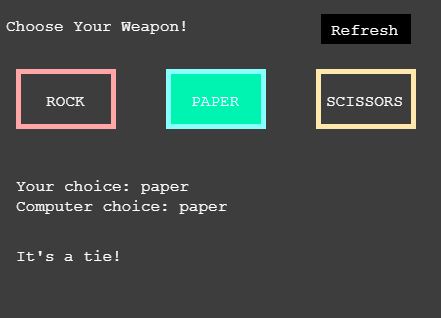 Choose Your Weapon!
Refresh
ROCK
PAPER
SCISSORS
Your choice: paper
Computer choice: paper
It's a tie!